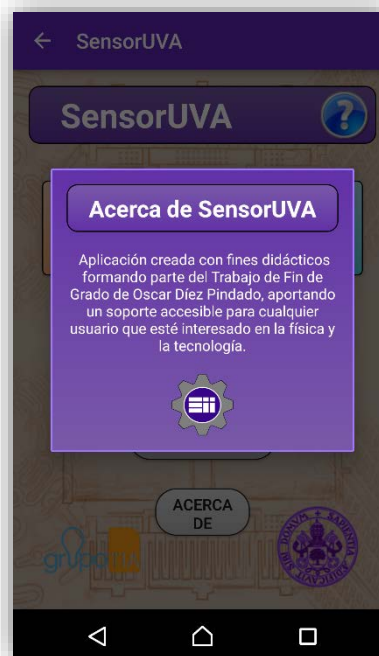 SensorUVA
SensorUVA
?
Acerca de SensorUVA
Aplicación creada con fines didácticos
formando parte del Trabajo de Fin de
Grado de Oscar Díez Pindado, aportando
un soporte accesible para cualquier
usuario que esté interesado en la física y
la tecnología.
ACERCA
DE
grupo